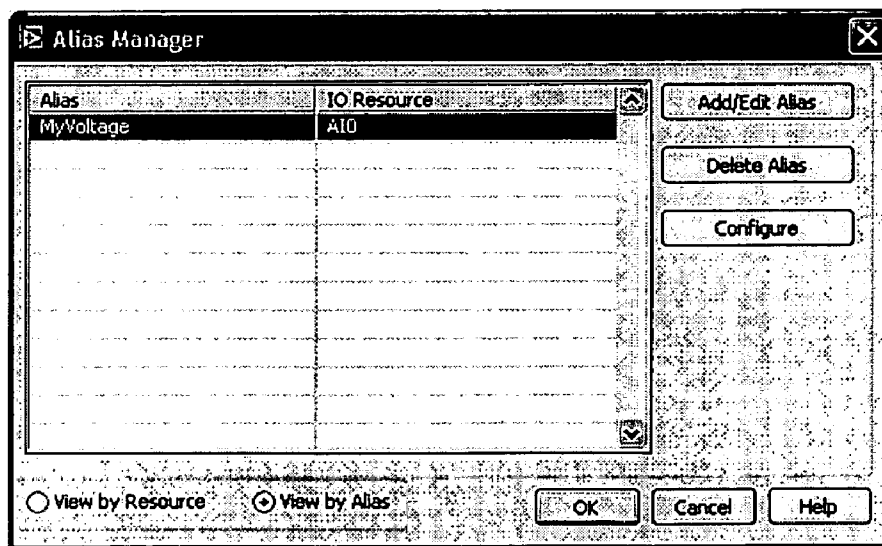 Alias Manager
Alias IO Resource
MyVoltage AI0
Add/Edit Alias
Delete Alias
Configure
View by Resource View by Alias OK Cancel Help